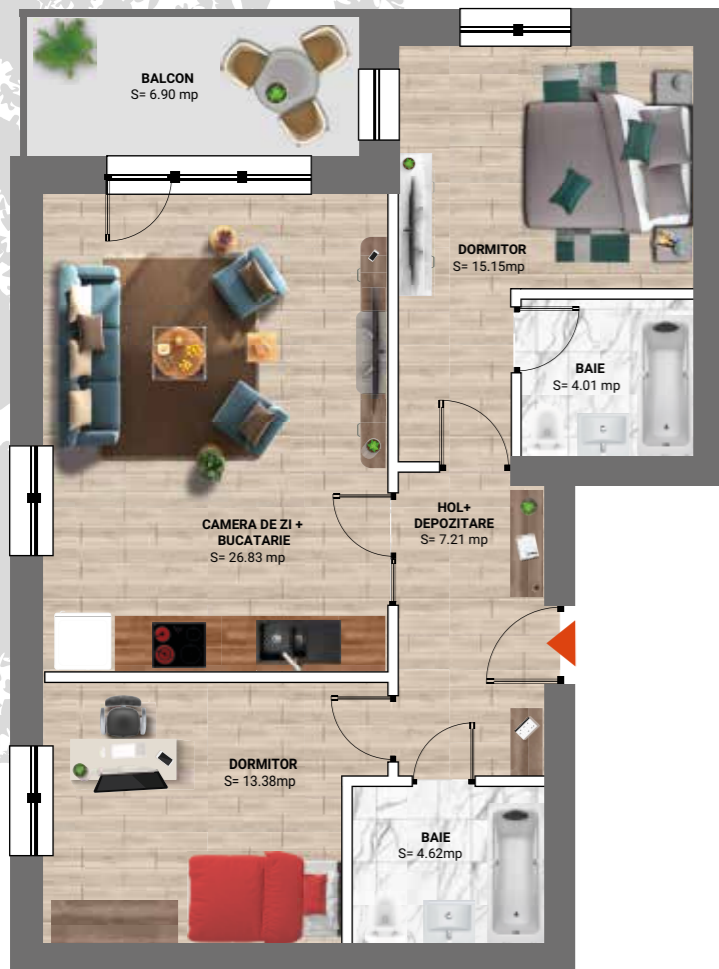 BALCON
S= 6.90 mp
DORMITOR
S= 15.15mp
BAIE
S= 4.01 mp
CAMERA DE ZI +
BUCATARIE
S= 26.83 mp
HOL+
DEPOZITARE
S= 7.21 mp
DORMITOR
S= 13.38mp
BAIE
S= 4.62mp